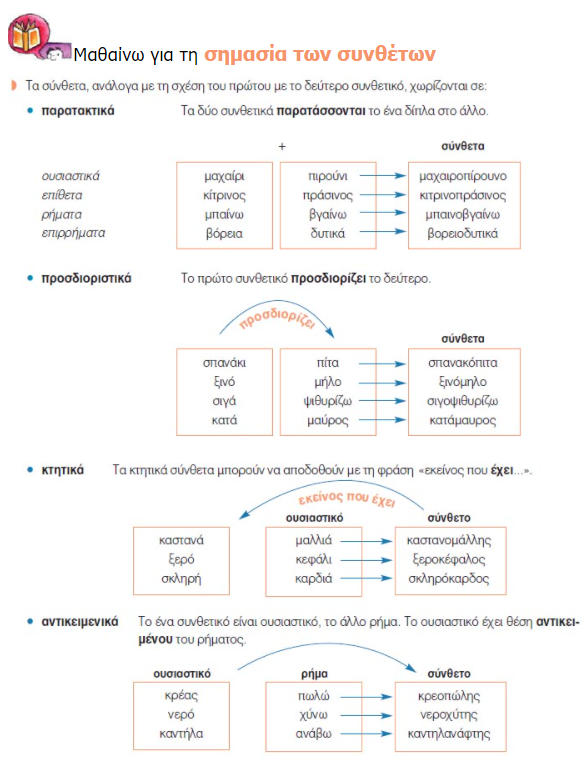 Μαθαίνω για τη σημασία των συνθέτων
Τα σύνθετα, ανάλογα με τη σχέση του πρώτου με το δεύτερο συνθετικό, χωρίζονται σε:
• παρατακτικά Τα δύο συνθετικά παρατάσσονται το ένα δίπλα στο άλλο.
+ σύνθετα
ουσιαστικά μαχαίρι πιρούνι μαχαιροπίρουνο
επίθετα κίτρινος πράσινος κιτρινοπράσινος
ρήματα μπαίνω βγαίνω μπαινοβγαίνω
επιρρήματα βόρεια δυτικά βορειοδυτικά
• προσδιοριστικά Το πρώτο συνθετικό προσδιορίζει το δεύτερο.
προσδιορίζει
σύνθετα
σπανάκι πίτα σπανακόπιτα
ξινό μήλο ξινόμηλο
σιγά ψιθυρίζω σιγοψιθυρίζω
κατά μαύρος κατάμαυρος
• κτητικά Τα κτητικά σύνθετα μπορούν να αποδοθούν με τη φράση «εκείνος που έχει...».
εκείνος που έχει
ουσιαστικό σύνθετο
καστανά μαλλιά καστανομάλλης
ξερό κεφάλι ξεροκέφαλος
σκληρή καρδιά σκληρόκαρδος
• αντικειμενικά Το ένα συνθετικό είναι ουσιαστικό, το άλλο ρήμα. Το ουσιαστικό έχει θέση αντικει-
μένου του ρήματος.
ουσιαστικό ρήμα σύνθετο
κρέας πωλώ κρεοπώλης
νερό χύνω νεροχύτης
καντήλα ανάβω καντηλανάφτης